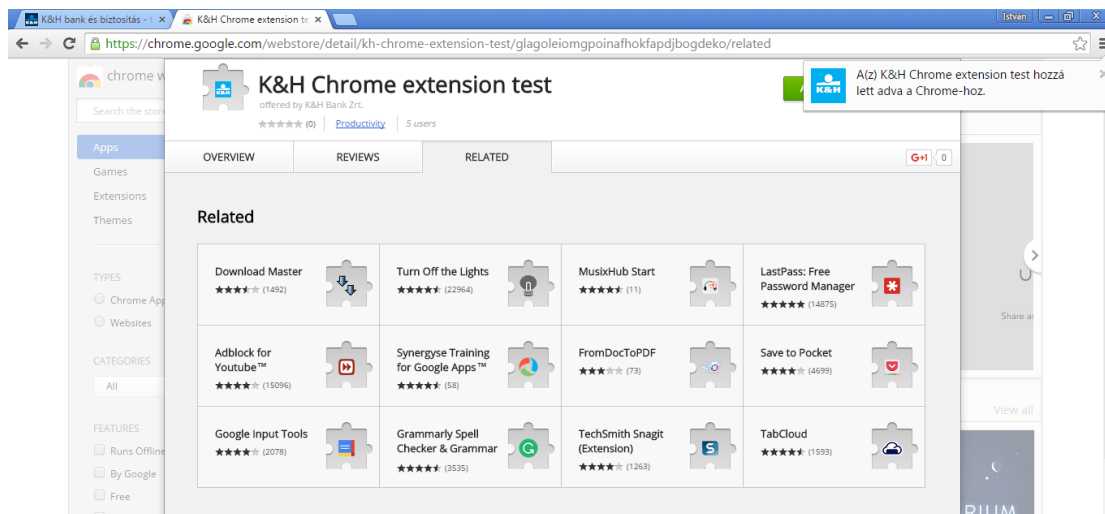 K&H bank és biztosítás - t
K&H Chrome extension te
István
https://chrome.google.com/webstore/detail/kh-chrome-extension-test/glagoleiomgpoinafhokfapdjbogdeko/related
chrome w
K&H
K&H Chrome extension test
offered by K&H Bank Zrt.
(0) Productivity 5 users
K&H
A(z) K&H Chrome extension test hozzá
lett adva a Chrome-hoz.
Search the store
Apps
Games
Extensions
Themes
TYPES
Chrome App
Websites
CATEGORIES
All
FEATURES
Runs Offline
By Google
Free
OVERVIEW REVIEWS RELATED
G+1 0
Related
Download Master
(1492)
Turn Off the Lights
(22964)
MusixHub Start
(11)
LastPass: Free
Password Manager
(14875)
Adblock for
Youtube™
(15096)
Synergyse Training
for Google Apps™
(58)
FromDocToPDF
(73)
Save to Pocket
(4699)
Google Input Tools
(2078)
Grammarly Spell
Checker & Grammar
(3535)
TechSmith Snagit
(Extension)
(1263)
TabCloud
(1593)
Share
View all